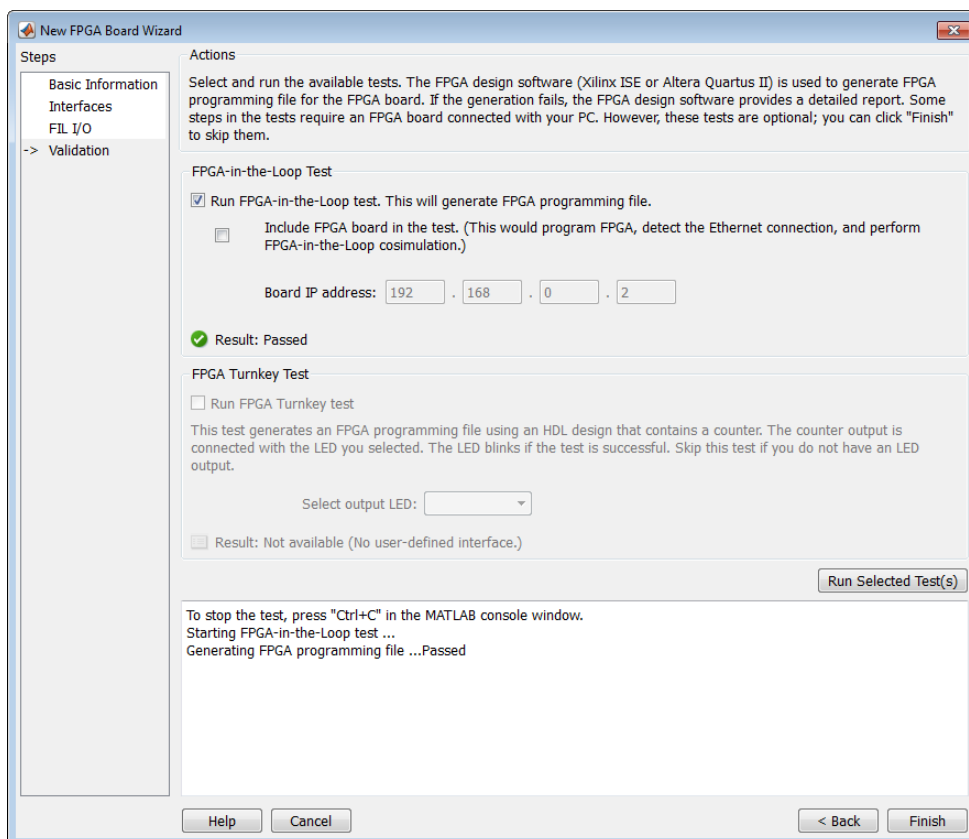 New FPGA Board Wizard
Steps
Basic Information
Interfaces
FIL I/O
-> Validation
Actions
Select and run the available tests. The FPGA design software (Xilinx ISE or Altera Quartus II) is used to generate FPGA
programming file for the FPGA board. If the generation fails, the FPGA design software provides a detailed report. Some
steps in the tests require an FPGA board connected with your PC. However, these tests are optional; you can click "Finish"
to skip them.
FPGA-in-the-Loop Test
Run FPGA-in-the-Loop test. This will generate FPGA programming file.
Include FPGA board in the test. (This would program FPGA, detect the Ethernet connection, and perform
FPGA-in-the-Loop cosimulation.)
Board IP address: 192 . 168 . 0 . 2
Result: Passed
FPGA Turnkey Test
Run FPGA Turnkey test
This test generates an FPGA programming file using an HDL design that contains a counter. The counter output is
connected with the LED you selected. The LED blinks if the test is successful. Skip this test if you do not have an LED
output.
Select output LED:
Result: Not available (No user-defined interface.)
Run Selected Test(s)
To stop the test, press "Ctrl+C" in the MATLAB console window.
Starting FPGA-in-the-Loop test ...
Generating FPGA programming file ...Passed
Help Cancel < Back Finish